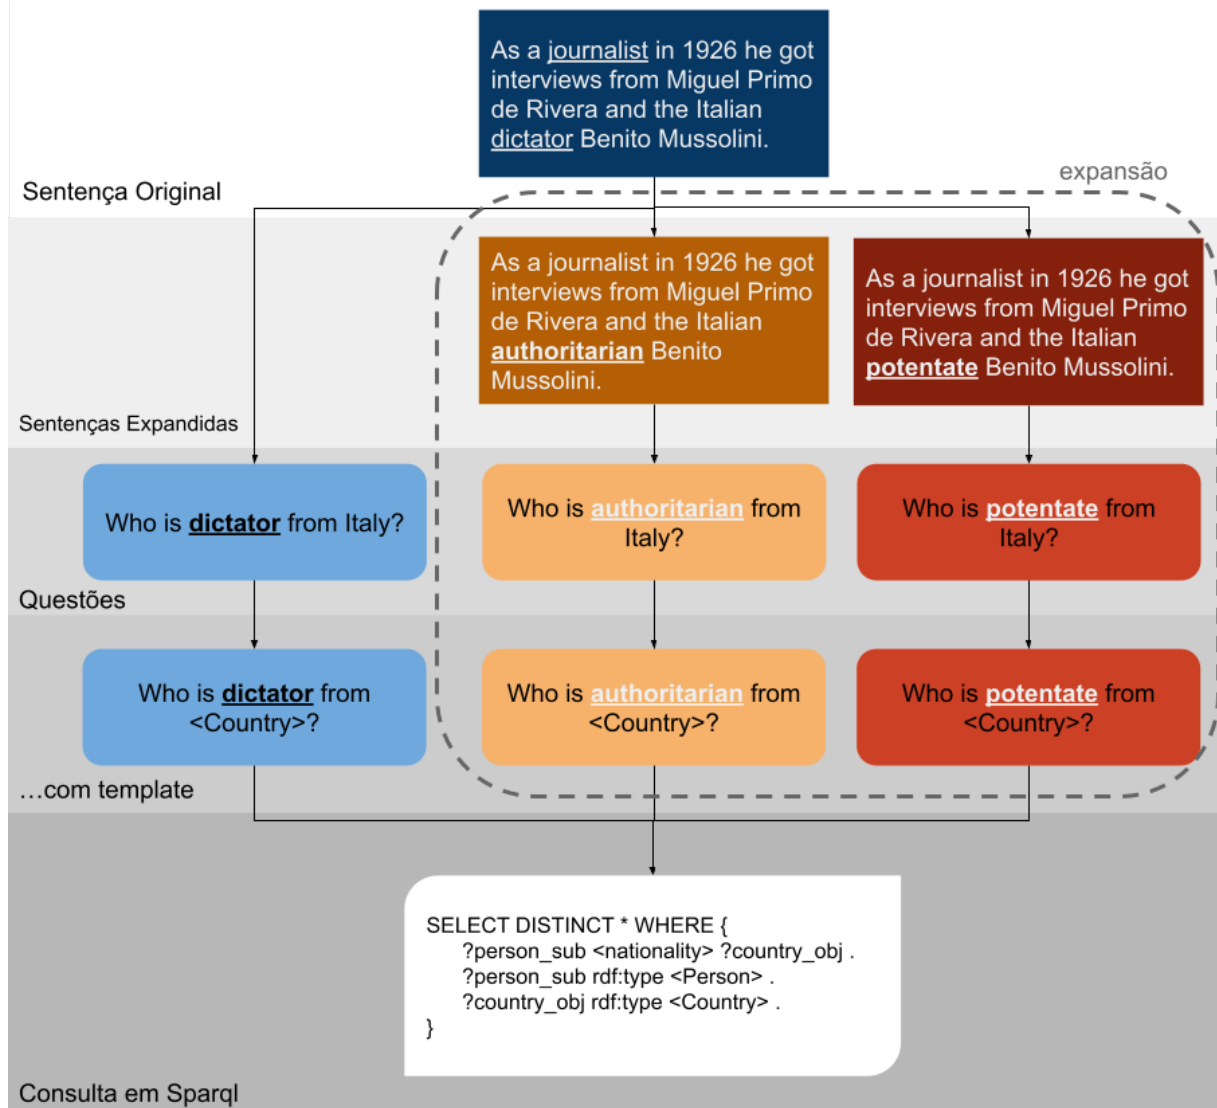 As a journalist in 1926 he got
interviews from Miguel Primo
de Rivera and the Italian
dictator Benito Mussolini.
expansão
Sentença Original
As a journalist in 1926 he got
interviews from Miguel Primo
de Rivera and the Italian
authoritarian Benito
Mussolini.
As a journalist in 1926 he got
interviews from Miguel Primo
de Rivera and the Italian
potentate Benito Mussolini.
Sentenças Expandidas
Who is dictator from Italy?
Who is authoritarian from
Italy?
Who is potentate from
Italy?
Questões
Who is dictator from
<Country>?
Who is authoritarian from
<Country>?
Who is potentate from
<Country>?
…com template
SELECT DISTINCT * WHERE {
?person_sub <nationality> ?country_obj .
?person_sub rdf:type <Person> .
?country_obj rdf:type <Country> .
}
Consulta em Sparql